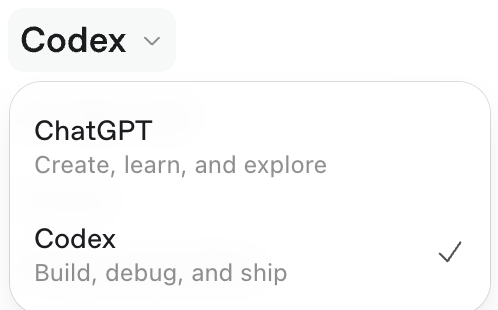 Codex
ChatGPT
Create, learn, and explore
Codex
Build, debug, and ship